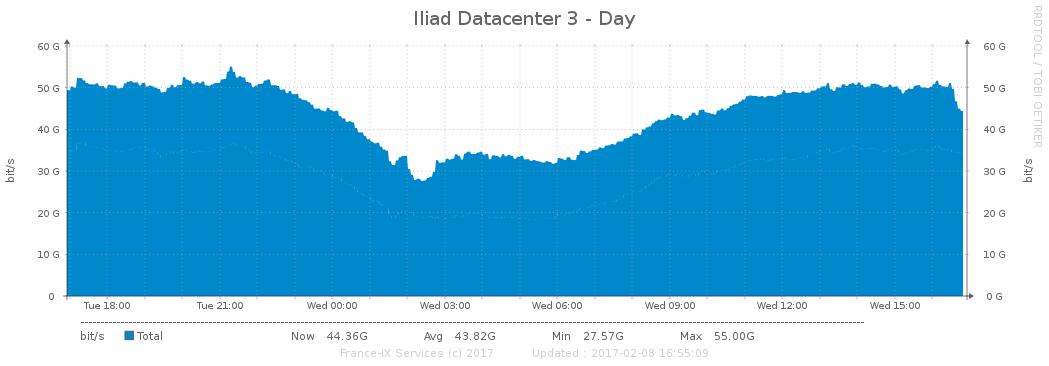 Iliad Datacenter 3 - Day
RRDTOOL / TOBI OETIKER
60 G 60 G
50 G 50 G
40 G 40 G
30 G 30 G
20 G 20 G
10 G 10 G
0 0 G
bit/s bit/s
Tue 18:00 Tue 21:00 Wed 00:00 Wed 03:00 Wed 06:00 Wed 09:00 Wed 12:00 Wed 15:00
bit/s Total Now 44.36G Avg 43.82G Min 27.57G Max 55.00G
France-IX Services (c) 2017 Updated : 2017-02-08 16:55:09